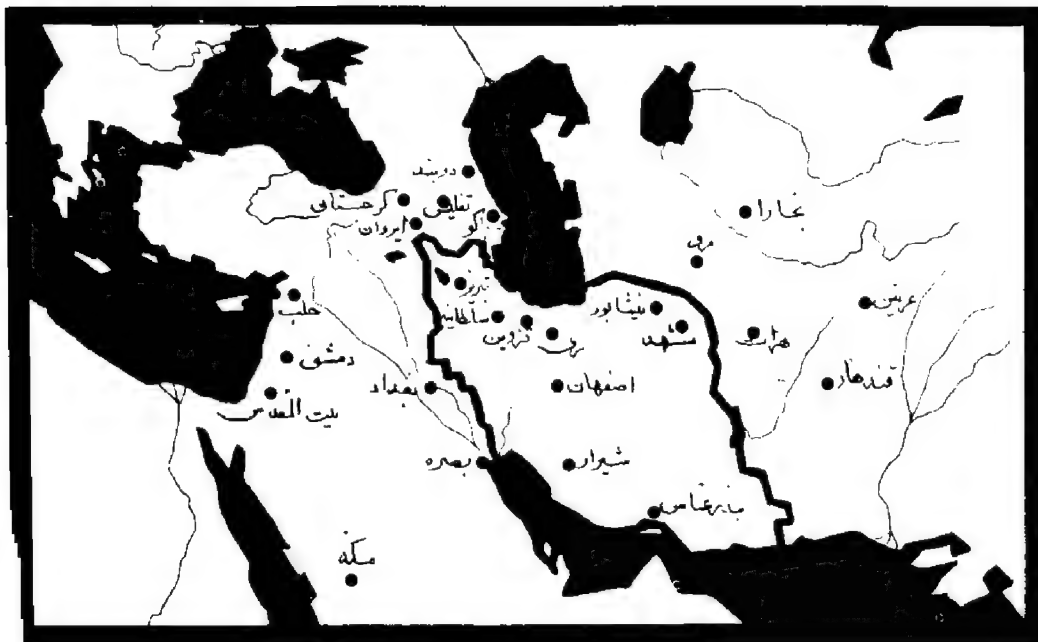 دربند
تفلیس
گرجستان
باکو
ایروان
بخارا
مرو
تبریز
سلطانیه
قزوین
ری
نیشابور
مشهد
هرات
غزنین
قندهار
حلب
دمشق
بیت المقدس
بغداد
اصفهان
بصره
شیراز
بندرعباس
مکه